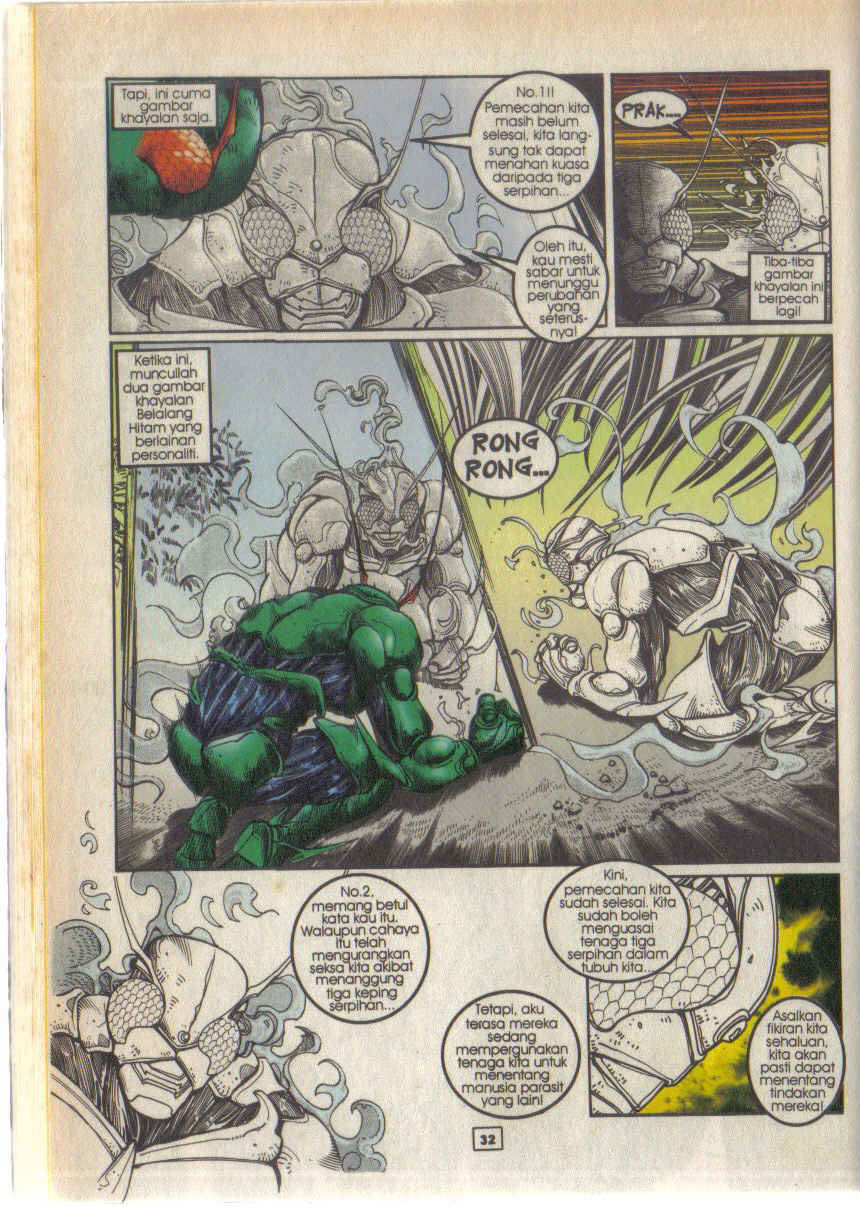 Tapi, ini cuma
gambar
khayalan saja.
No.1!!
Pemecahan kita
masih belum
selesai, kita lang-
sung tak dapat
menahan kuasa
daripada tiga
serpihan...
Oleh itu,
kau mesti
sabar untuk
menunggu
perubahan
yang
seterus-
nya!
PRAK....
Tiba-tiba
gambar
khayalan ini
berpecah
lagi!
Ketika ini,
muncullah
dua gambar
khayalan
Belalang
Hitam yang
berlainan
personaliti.
RONG
RONG...
No.2,
memang betul
kata kau itu.
Walaupun cahaya
itu telah
mengurangkan
seksa kita akibat
menanggung
tiga keping
serpihan...
Tetapi, aku
terasa mereka
sedang
mempergunakan
tenaga kita untuk
menentang
manusia parasit
yang lain!
Kini,
pemecahan kita
sudah selesai. Kita
sudah boleh
menguasai
tenaga tiga
serpihan dalam
tubuh kita...
Asalkan
fikiran kita
sehaluan,
kita akan
pasti dapat
menentang
tindakan
mereka!
32